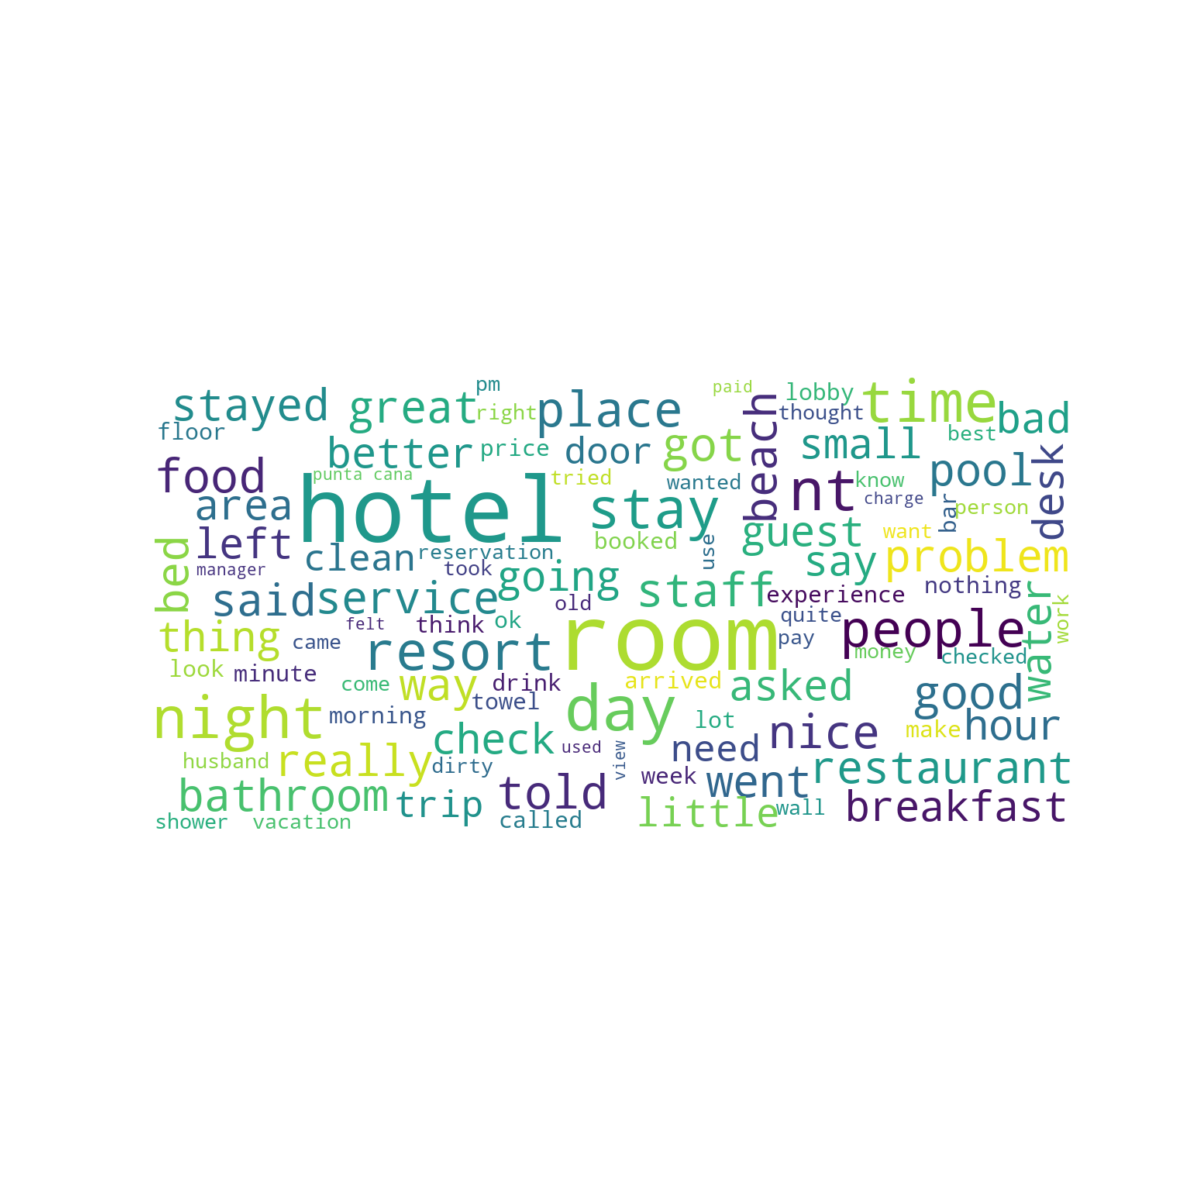 pm
paid
stayed
great
right
place
lobby
thought
time
bad
floor
better
price
door
got
beach
small
best
food
punta cana
tried
wanted
nt
know
pool
desk
area
hotel
stay
charge
bar
person
left
clean
reservation
booked
use
guest
want
problem
bed
manager
took
going
say
nothing
said
service
old
staff
experience
water
work
thing
came
felt
think
ok
room
quite
pay
people
money
checked
look
minute
resort
come
way
drink
towel
arrived
asked
good
night
morning
day
lot
nice
make
hour
husband
really
dirty
check
used
view
need
week
went
restaurant
bathroom
trip
told
little
wall
breakfast
shower
vacation
called